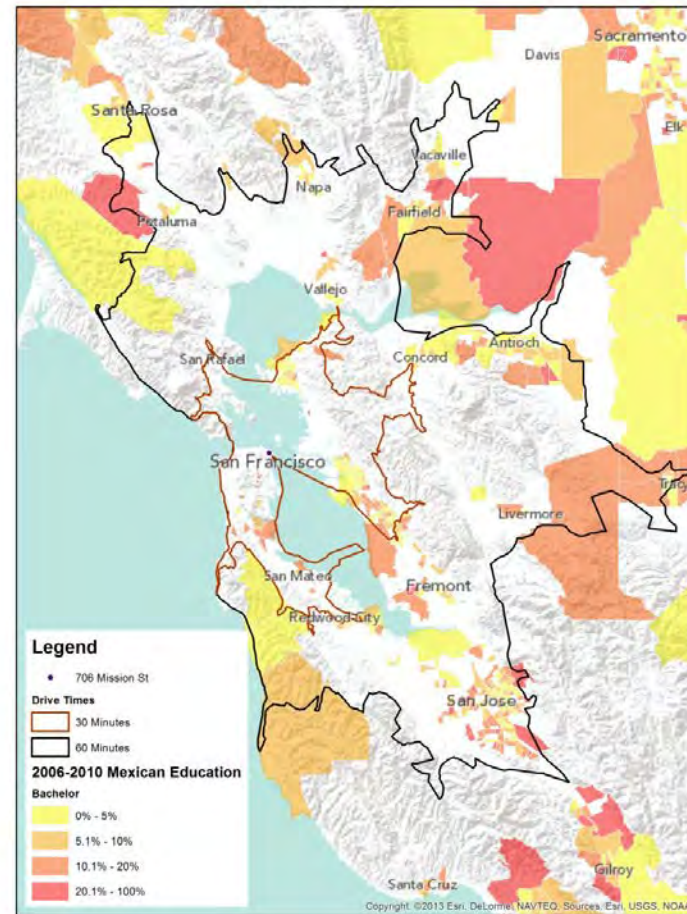 Sacramento
Davis
Santa Rosa
Elk
Vacaville
Napa
Fairfield
Petaluma
Vallejo
San Rafael
Concord
Antioch
San Francisco
Tracy
Livermore
San Mateo
Fremont
Redwood City
San Jose
Gilroy
Santa Cruz
Legend
706 Mission St
Drive Times
30 Minutes
60 Minutes
2006-2010 Mexican Education
Bachelor
0% - 5%
5.1% - 10%
10.1% - 20%
20.1% - 100%
Copyright: ©2013 Esri, DeLorme, NAVTEQ, Sources: Esri, USGS, NOAA